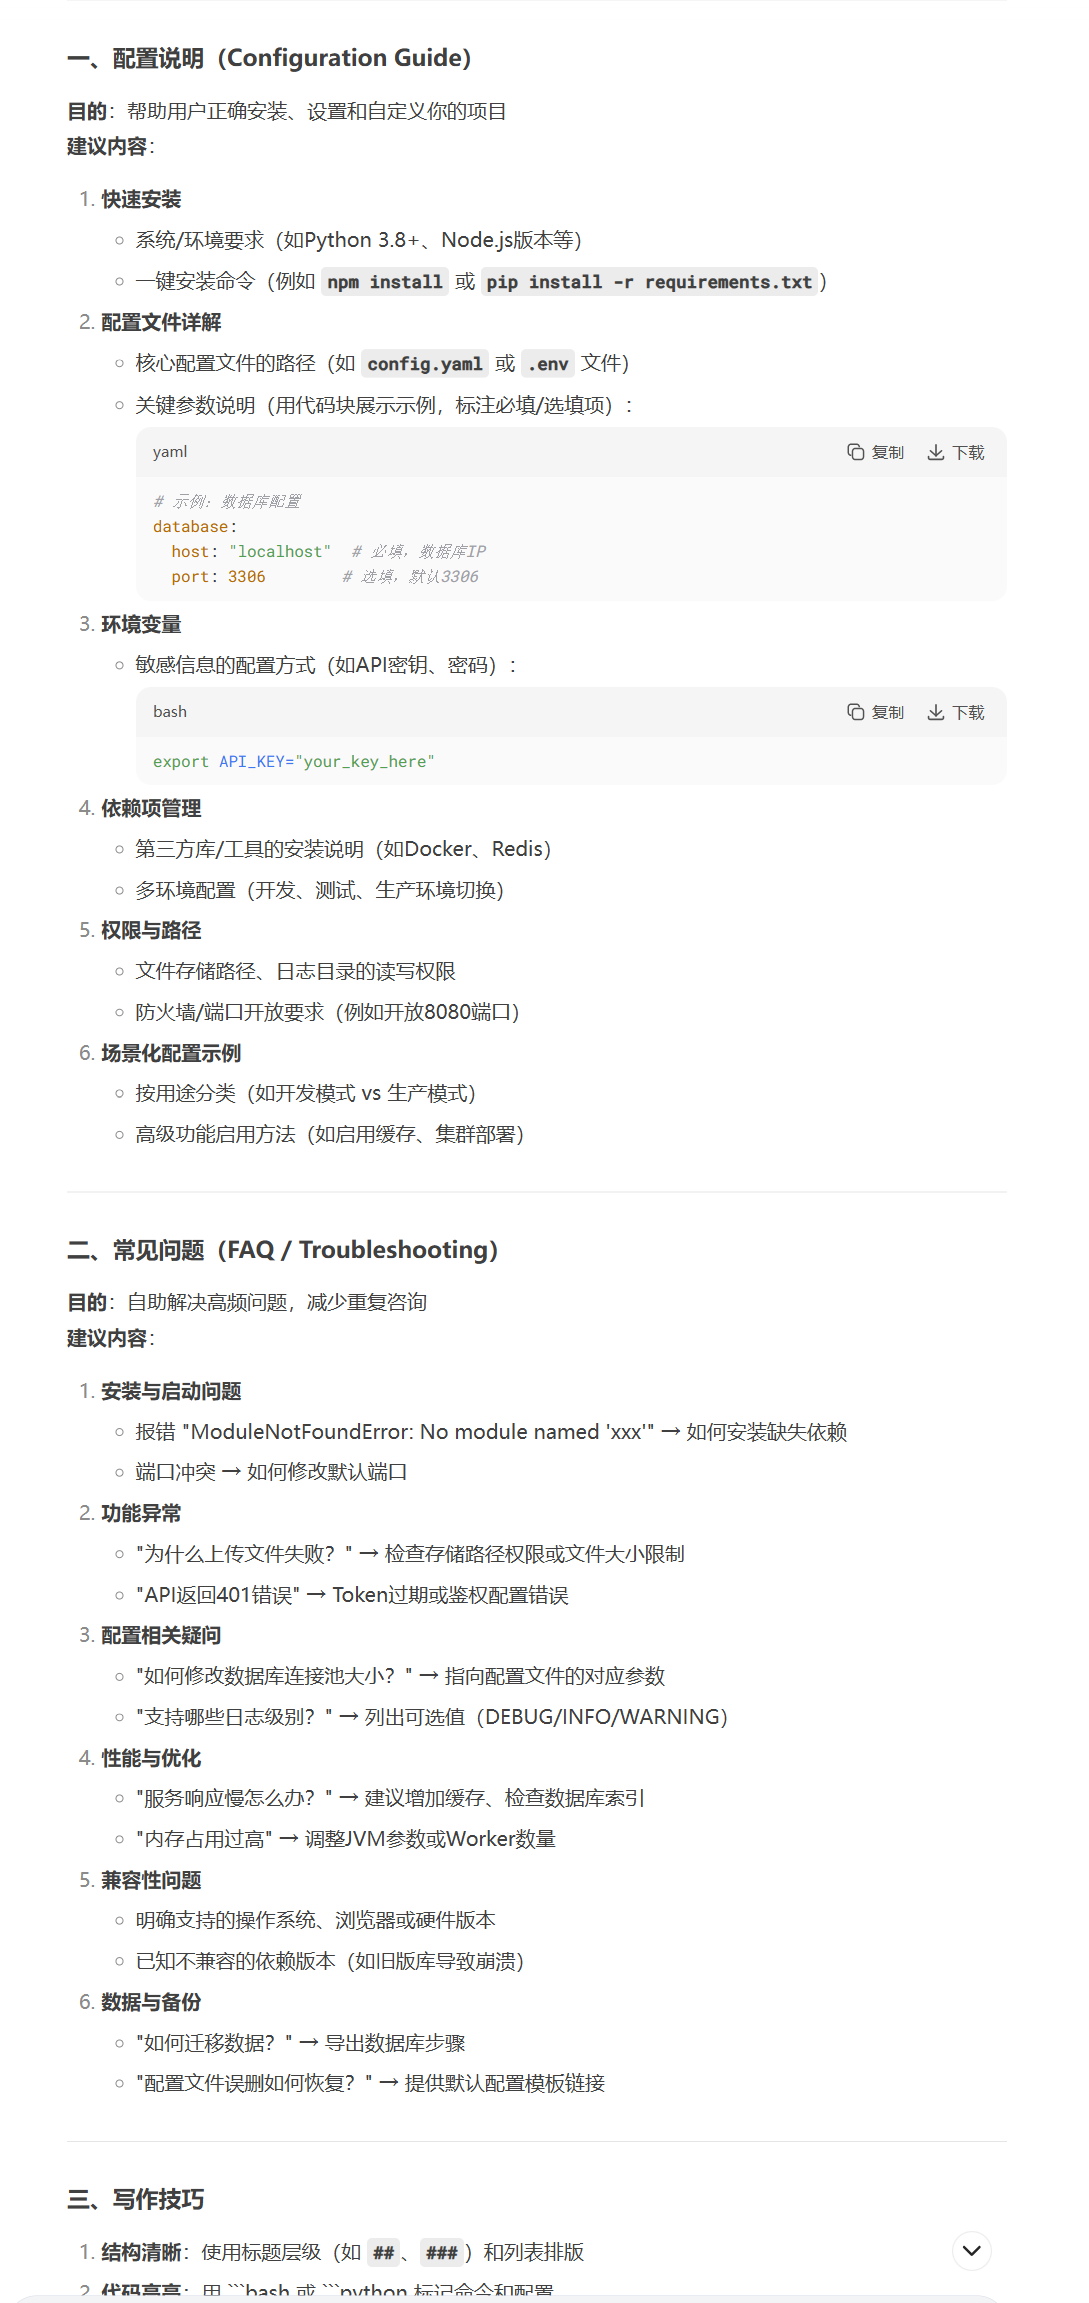 一、配置说明（Configuration Guide）
目的：帮助用户正确安装、设置和自定义你的项目
建议内容：
1. 快速安装
系统/环境要求（如Python 3.8+、Node.js版本等）
一键安装命令（例如 npm install 或 pip install -r requirements.txt）
2. 配置文件详解
核心配置文件的路径（如 config.yaml 或 .env 文件）
关键参数说明（用代码块展示示例，标注必填/选填项）：
yaml 复制 下载
# 示例：数据库配置
database:
  host: "localhost"  # 必填，数据库IP
  port: 3306        # 选填，默认3306
3. 环境变量
敏感信息的配置方式（如API密钥、密码）：
bash 复制 下载
export API_KEY="your_key_here"
4. 依赖项管理
第三方库/工具的安装说明（如Docker、Redis）
多环境配置（开发、测试、生产环境切换）
5. 权限与路径
文件存储路径、日志目录的读写权限
防火墙/端口开放要求（例如开放8080端口）
6. 场景化配置示例
按用途分类（如开发模式 vs 生产模式）
高级功能启用方法（如启用缓存、集群部署）
二、常见问题（FAQ / Troubleshooting）
目的：自助解决高频问题，减少重复咨询
建议内容：
1. 安装与启动问题
报错 "ModuleNotFoundError: No module named 'xxx'" → 如何安装缺失依赖
端口冲突 → 如何修改默认端口
2. 功能异常
"为什么上传文件失败？" → 检查存储路径权限或文件大小限制
"API返回401错误" → Token过期或鉴权配置错误
3. 配置相关疑问
"如何修改数据库连接池大小？" → 指向配置文件的对应参数
"支持哪些日志级别？" → 列出可选值（DEBUG/INFO/WARNING）
4. 性能与优化
"服务响应慢怎么办？" → 建议增加缓存、检查数据库索引
"内存占用过高" → 调整JVM参数或Worker数量
5. 兼容性问题
明确支持的操作系统、浏览器或硬件版本
已知不兼容的依赖版本（如旧版库导致崩溃）
6. 数据与备份
"如何迁移数据？" → 导出数据库步骤
"配置文件误删如何恢复？" → 提供默认配置模板链接
三、写作技巧
1. 结构清晰：使用标题层级（如 ##、###）和列表排版
2. 代码高亮：用 ```bash 或 ```python 标记命令和配置